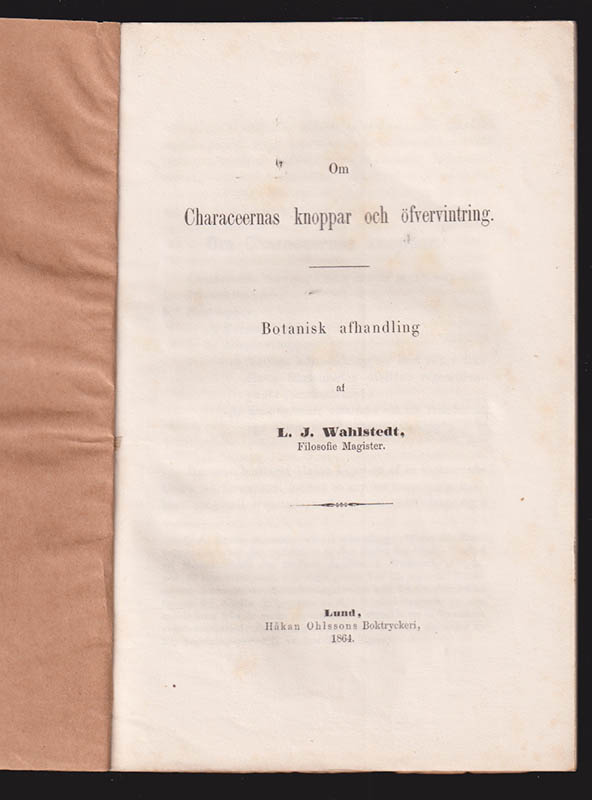 Om
Characeernas knoppar och öfvervintring.
Botanisk afhandling
af
L. J. Wahlstedt,
Filosofie Magister.
Lund,
Håkan Ohlssons Boktryckeri,
1864.